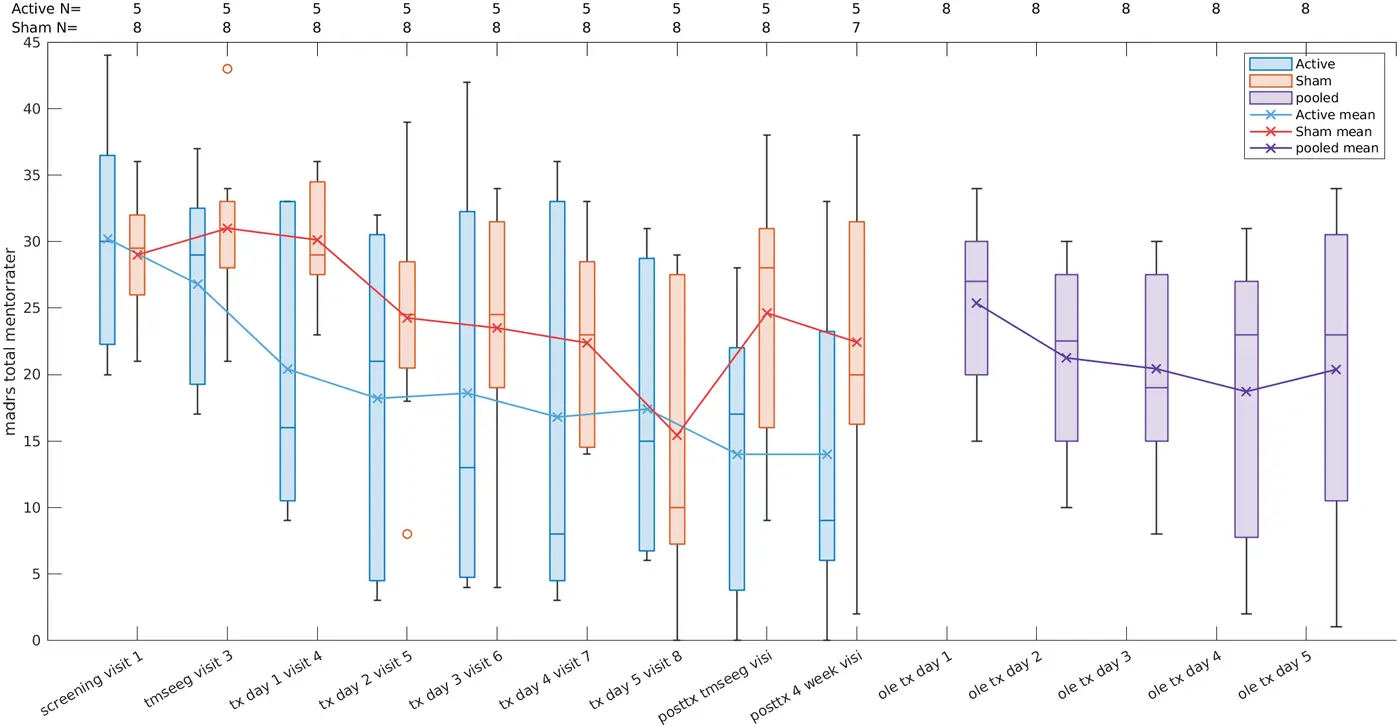 Active N= 5 5 5 5 5 5 5 5 5 8 8 8 8 8
Sham N= 8 8 8 8 8 8 8 8 7
45
40
35
30
25
20
15
10
5
0
madrs total mentorrater
Active
Sham
pooled
Active mean
Sham mean
pooled mean
screening visit 1
tmseeg visit 3
tx day 1 visit 4
tx day 2 visit 5
tx day 3 visit 6
tx day 4 visit 7
tx day 5 visit 8
posttx tmseeg visi
posttx 4 week visi
ole tx day 1
ole tx day 2
ole tx day 3
ole tx day 4
ole tx day 5